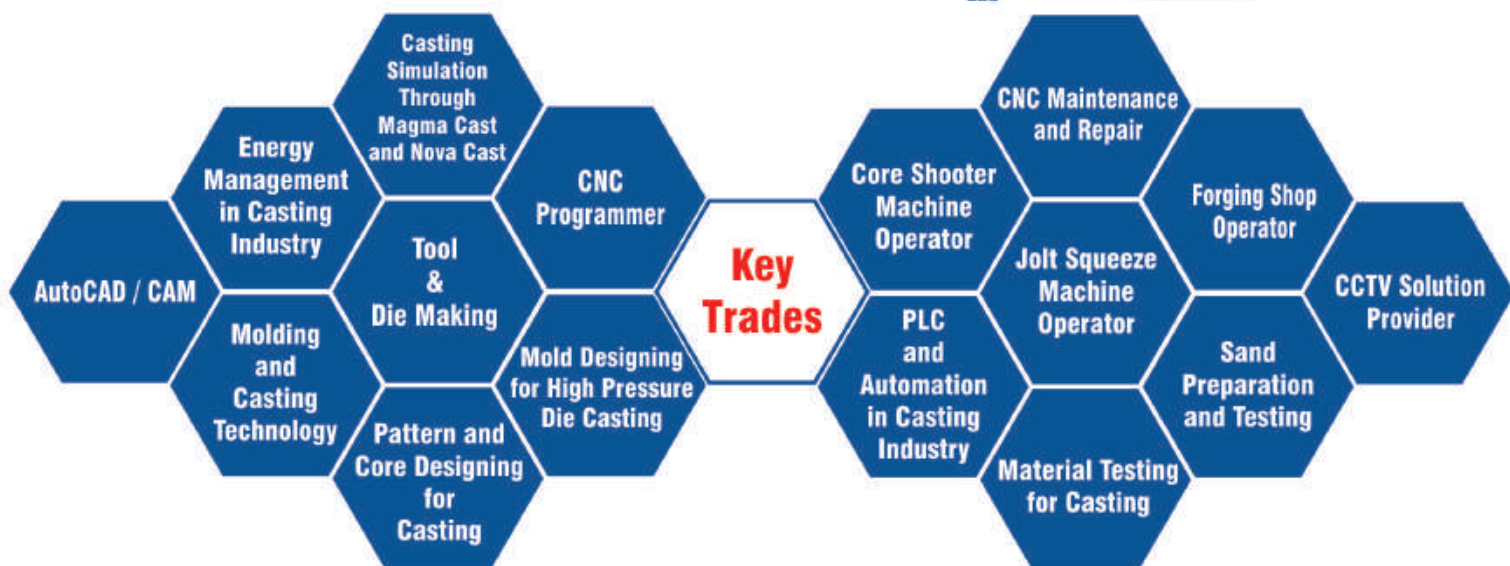 AutoCAD / CAM
Energy
Management
in Casting
Industry
Molding
and
Casting
Technology
Casting
Simulation
Through
Magma Cast
and Nova Cast
Tool
&
Die Making
Pattern and
Core Designing
for
Casting
CNC
Programmer
Mold Designing
for High Pressure
Die Casting
Key
Trades
Core Shooter
Machine
Operator
PLC
and
Automation
in Casting
Industry
CNC Maintenance
and Repair
Jolt Squeeze
Machine
Operator
Material Testing
for Casting
Forging Shop
Operator
Sand
Preparation
and Testing
CCTV Solution
Provider